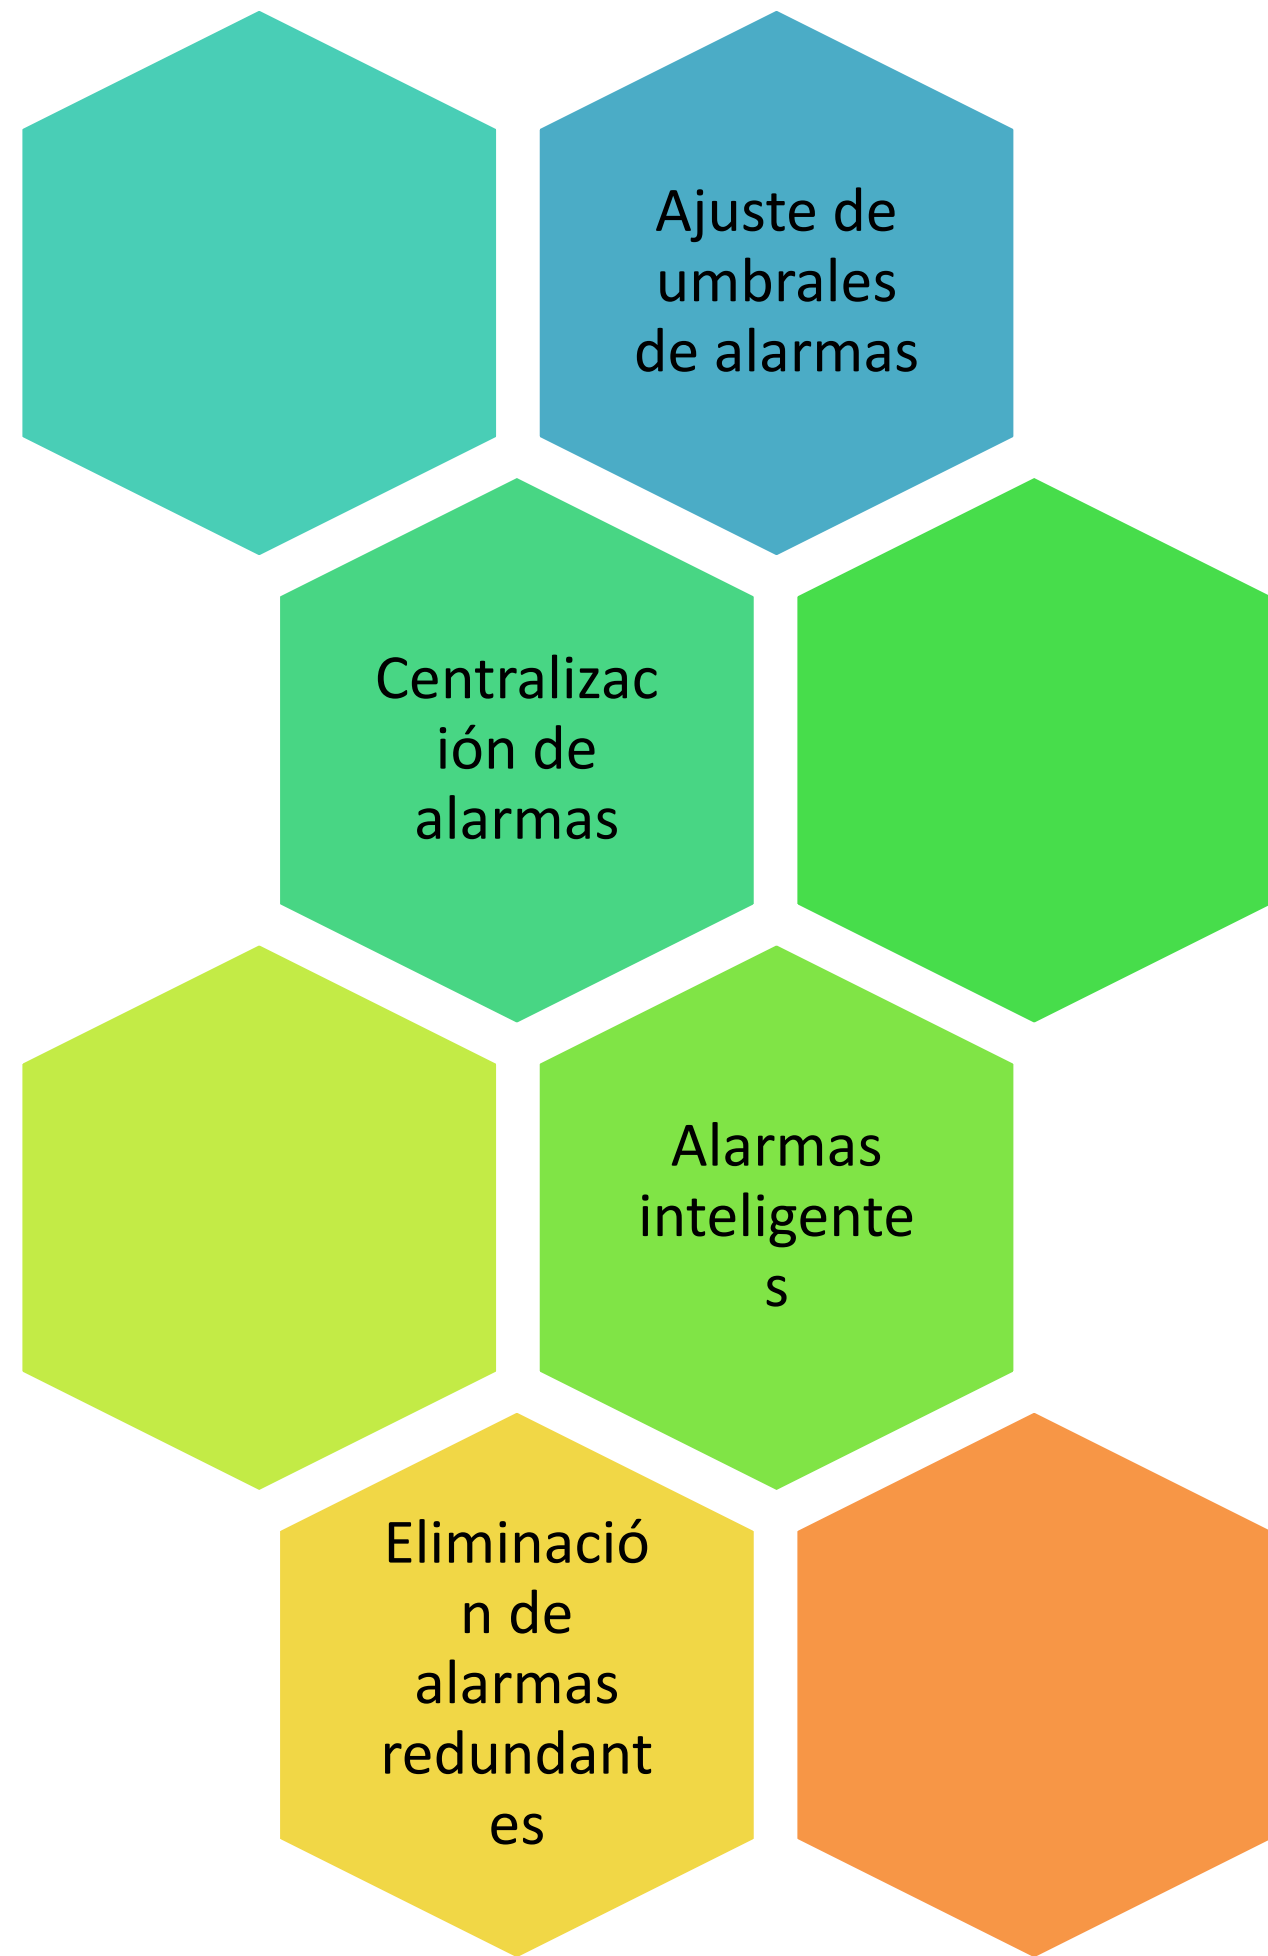 Ajuste de
umbrales
de alarmas
Centralizac
ión de
alarmas
Alarmas
inteligente
s
Eliminació
n de
alarmas
redundant
es